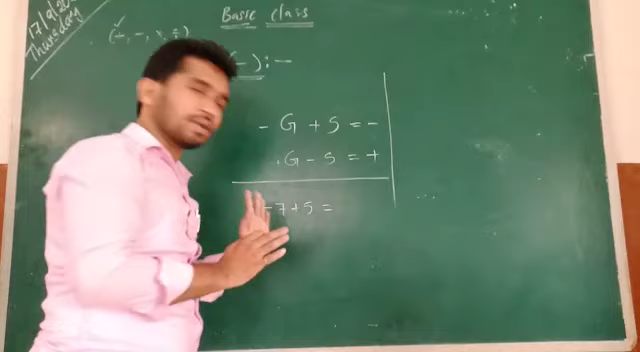 17/9/20
Thursday
Basic class
(+, -, ×, ÷)
-):-
- G + S = -
. G - S = +
- 7 + 5 =